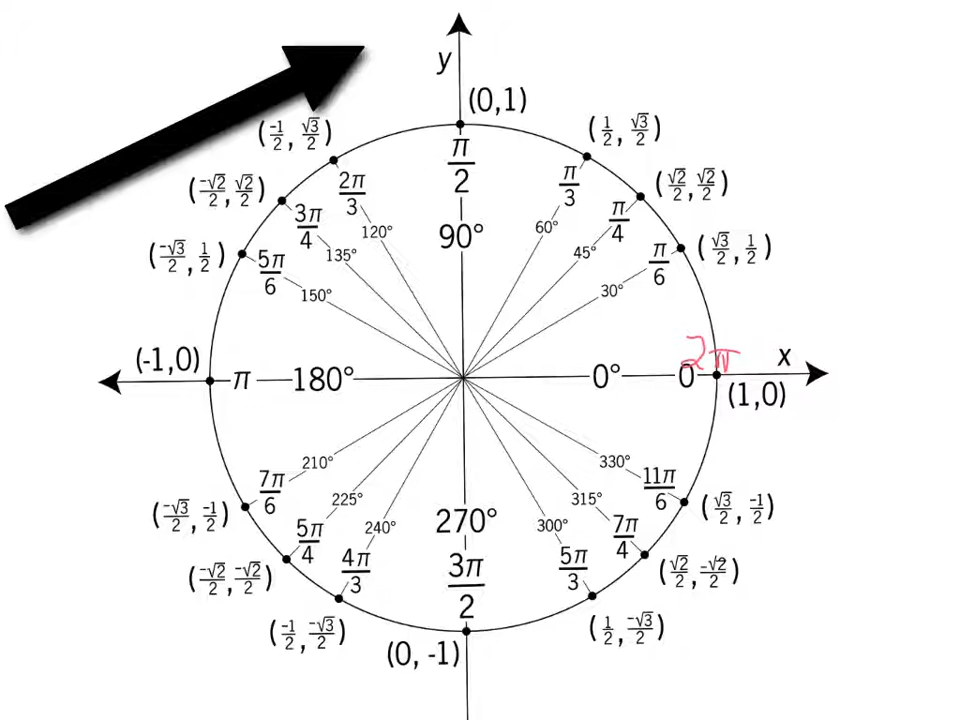 y
(0,1)
(-1/2, √3/2)
(1/2, √3/2)
(-√2/2, √2/2)
(√2/2, √2/2)
(-√3/2, 1/2)
(√3/2, 1/2)
π/2
2π/3
π/3
3π/4
π/4
5π/6
π/6
120°
90°
60°
135°
45°
150°
30°
2π
(-1,0)
π
180°
0°
0
x
(1,0)
210°
330°
7π/6
11π/6
225°
315°
240°
270°
300°
5π/4
7π/4
4π/3
3π/2
5π/3
(-√3/2, -1/2)
(√3/2, -1/2)
(-√2/2, -√2/2)
(√2/2, -√2/2)
(-1/2, -√3/2)
(1/2, -√3/2)
(0, -1)